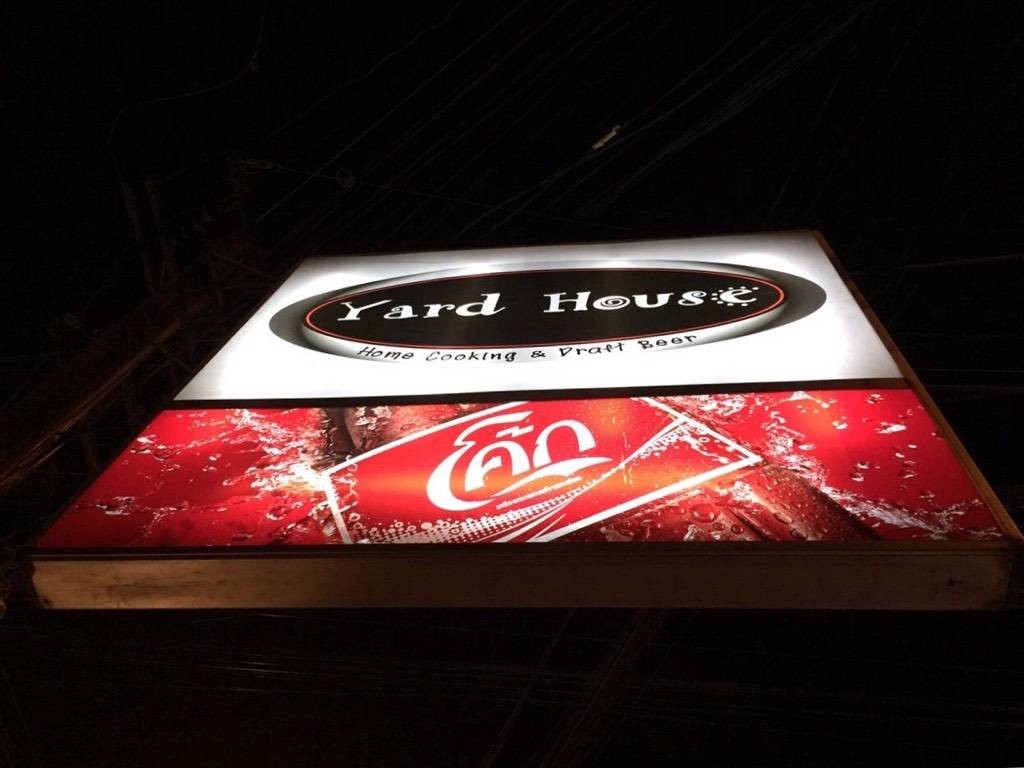 Yard House
Home Cooking & Draft Beer
โค้ก